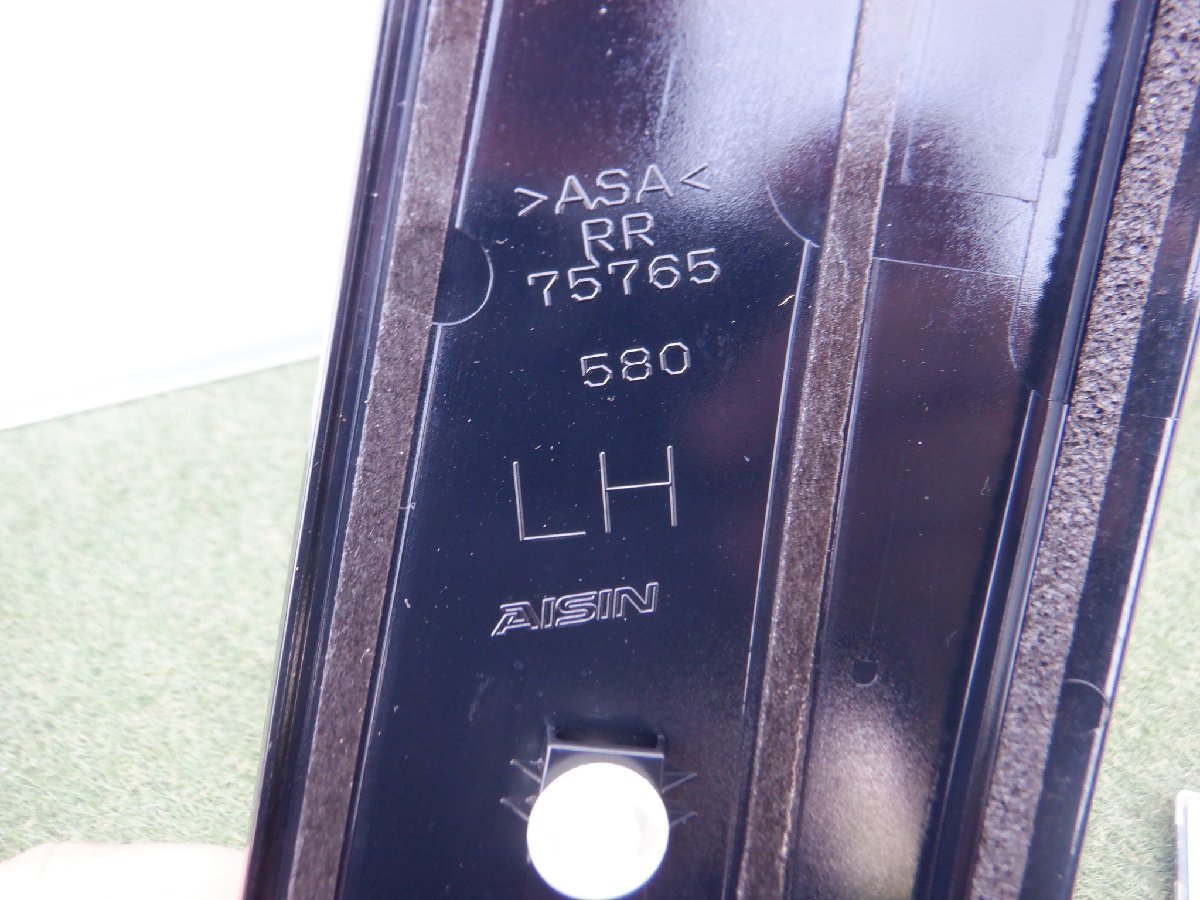 >ASA<
RR
75765
580
LH
AISIN